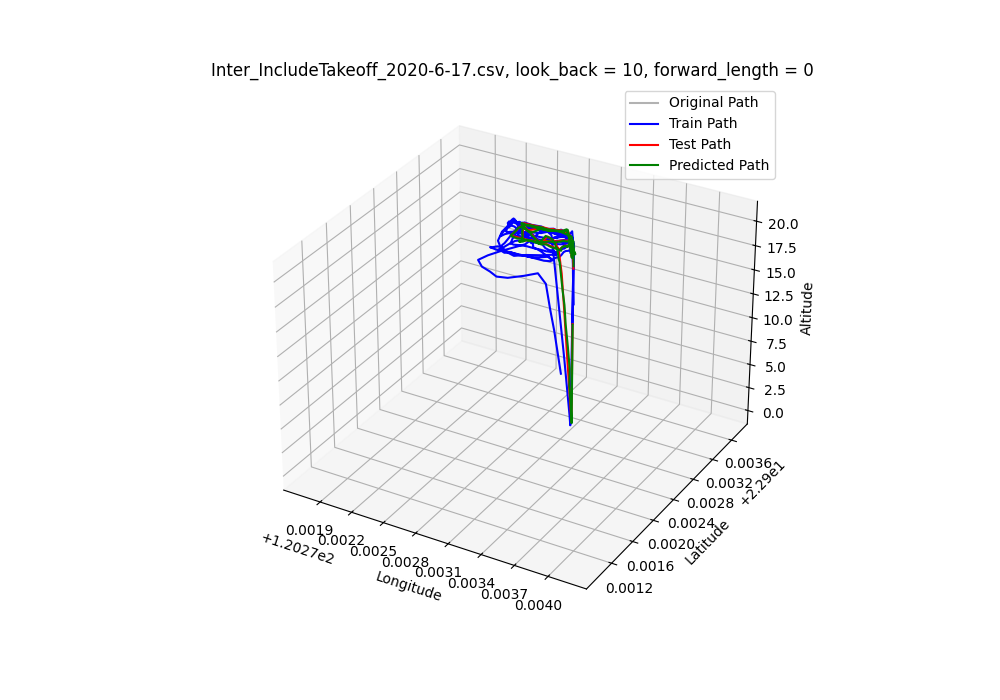 Inter_IncludeTakeoff_2020-6-17.csv, look_back = 10, forward_length = 0
Original Path
Train Path
Test Path
Predicted Path
20.0
17.5
15.0
12.5
10.0
7.5
5.0
2.5
0.0
Altitude
0.0036
0.0032
0.0028
0.0024
0.0020
0.0016
0.0012
+2.29e1
Latitude
0.0019
0.0022
0.0025
0.0028
0.0031
0.0034
0.0037
0.0040
+1.2027e2
Longitude